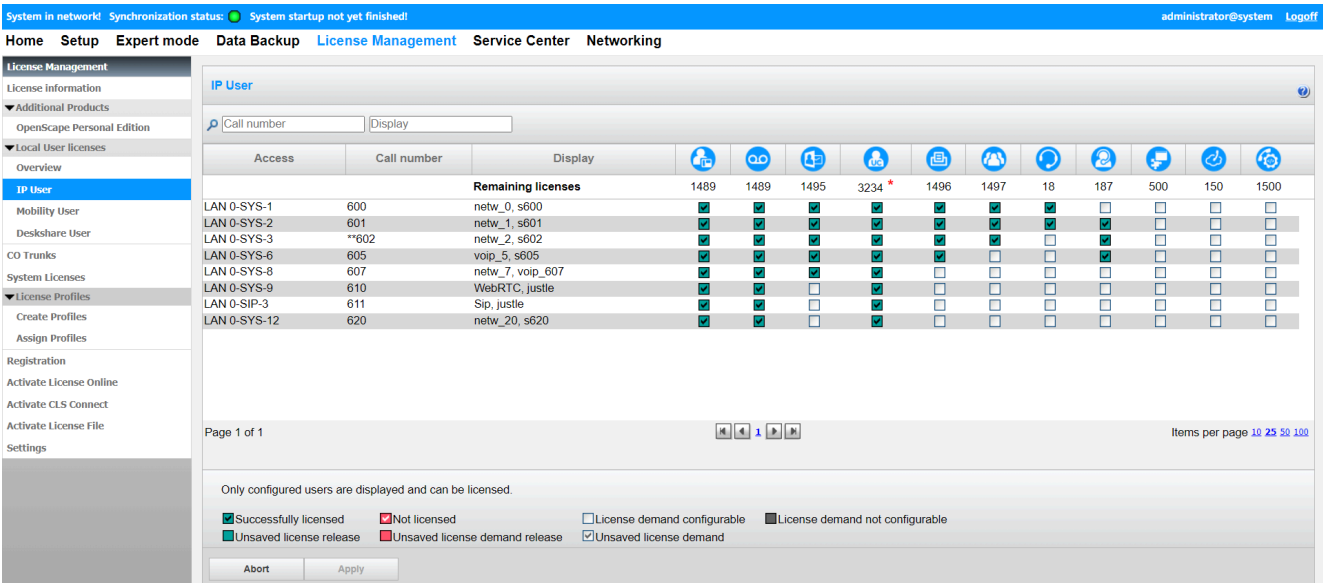 System in network! Synchronization status: System startup not yet finished! administrator@system Logoff
Home Setup Expert mode Data Backup License Management Service Center Networking
License Management
License information
Additional Products
OpenScape Personal Edition
Local User licenses
Overview
IP User
Mobility User
Deskshare User
CO Trunks
System Licenses
License Profiles
Create Profiles
Assign Profiles
Registration
Activate License Online
Activate CLS Connect
Activate License File
Settings
IP User
Call number Display
Access Call number Display UC
Remaining licenses 1489 1489 1495 3234 * 1496 1497 18 187 500 150 1500
LAN 0-SYS-1 600 netw_0, s600
LAN 0-SYS-2 601 netw_1, s601
LAN 0-SYS-3 **602 netw_2, s602
LAN 0-SYS-6 605 voip_5, s605
LAN 0-SYS-8 607 netw_7, voip_607
LAN 0-SYS-9 610 WebRTC, justle
LAN 0-SIP-3 611 Sip, justle
LAN 0-SYS-12 620 netw_20, s620
Page 1 of 1 1 Items per page 10 25 50 100
Only configured users are displayed and can be licensed.
Successfully licensed Not licensed License demand configurable License demand not configurable
Unsaved license release Unsaved license demand release Unsaved license demand
Abort Apply